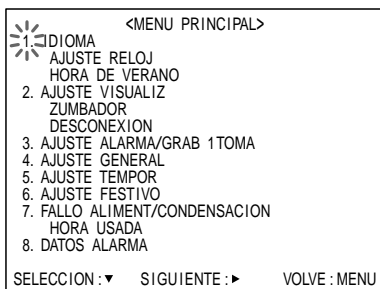 <MENU PRINCIPAL>
1. IDIOMA
AJUSTE RELOJ
HORA DE VERANO
2. AJUSTE VISUALIZ
ZUMBADOR
DESCONEXION
3. AJUSTE ALARMA/GRAB 1TOMA
4. AJUSTE GENERAL
5. AJUSTE TEMPOR
6. AJUSTE FESTIVO
7. FALLO ALIMENT/CONDENSACION
HORA USADA
8. DATOS ALARMA
SELECCION : ▼ SIGUIENTE : ► VOLVE : MENU